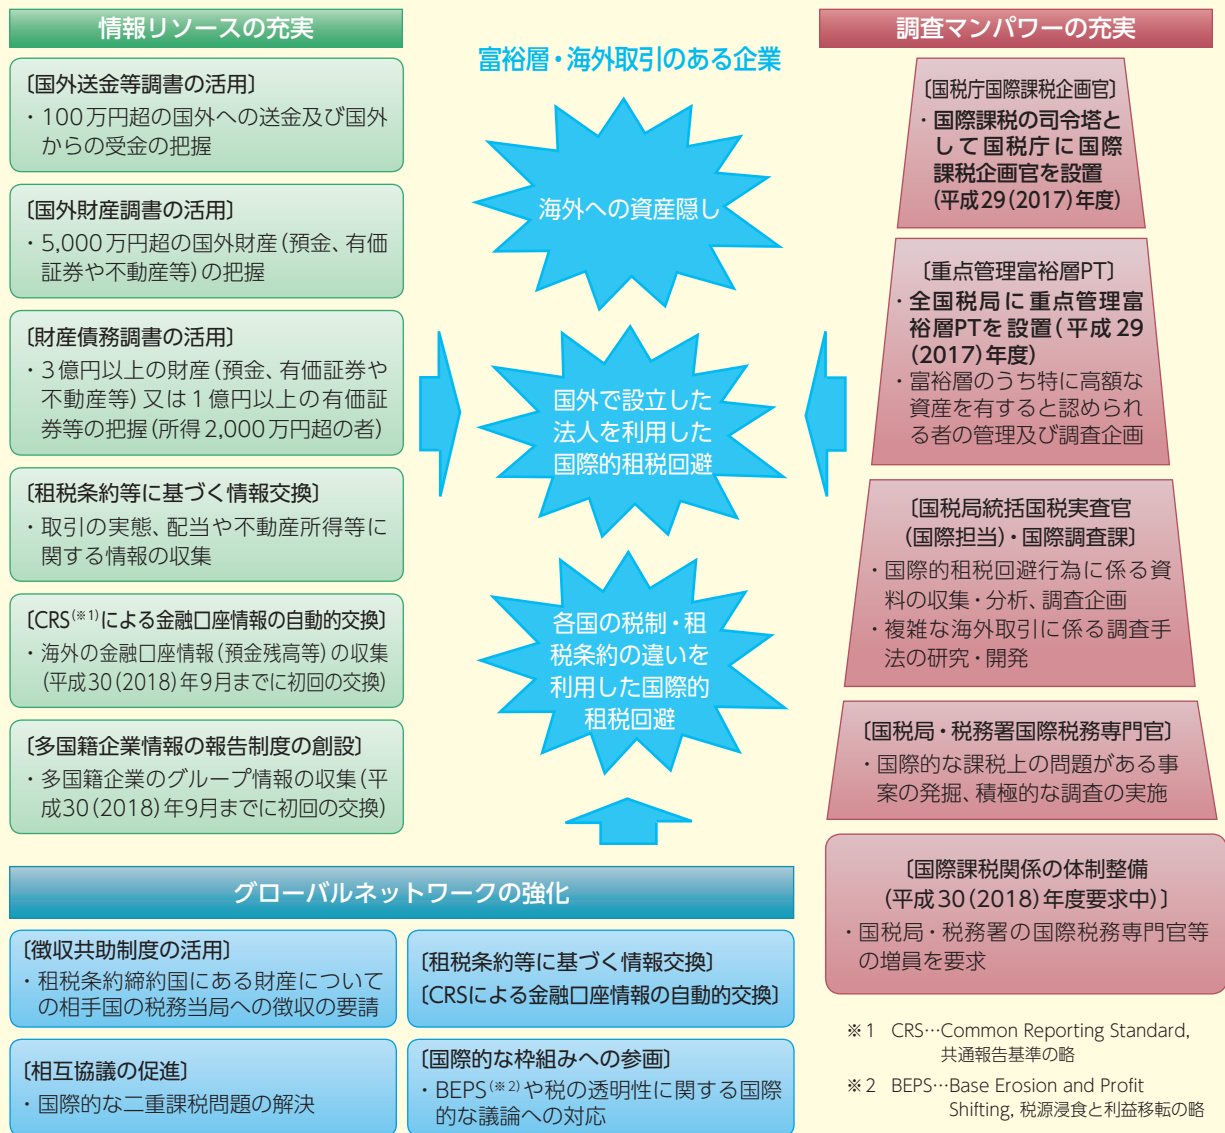 情報リソースの充実
〔国外送金等調書の活用〕
・100万円超の国外への送金及び国外
からの受金の把握
〔国外財産調書の活用〕
・5,000万円超の国外財産(預金、有価
証券や不動産等)の把握
〔財産債務調書の活用〕
・3億円以上の財産(預金、有価証券や
不動産等)又は1億円以上の有価証
券等の把握(所得2,000万円超の者)
〔租税条約等に基づく情報交換〕
・取引の実態、配当や不動産所得等に
関する情報の収集
〔CRS(※1)による金融口座情報の自動的交換〕
・海外の金融口座情報(預金残高等)の収集
(平成30(2018)年9月までに初回の交換)
〔多国籍企業情報の報告制度の創設〕
・多国籍企業のグループ情報の収集(平
成30(2018)年9月までに初回の交換)
富裕層・海外取引のある企業
海外への資産隠し
国外で設立した
法人を利用した
国際的租税回避
各国の税制・租
税条約の違いを
利用した国際的
租税回避
調査マンパワーの充実
〔国税庁国際課税企画官〕
・国際課税の司令塔と
して国税庁に国際
課税企画官を設置
(平成29(2017)年度)
〔重点管理富裕層PT〕
・全国税局に重点管理富
裕層PTを設置(平成29
(2017)年度)
・富裕層のうち特に高額な
資産を有すると認められ
る者の管理及び調査企画
〔国税局統括国税実査官
(国際担当)・国際調査課〕
・国際的租税回避行為に係る資
料の収集・分析、調査企画
・複雑な海外取引に係る調査手
法の研究・開発
〔国税局・税務署国際税務専門官〕
・国際的な課税上の問題がある事
案の発掘、積極的な調査の実施
〔国際課税関係の体制整備
(平成30(2018)年度要求中)〕
・国税局・税務署の国際税務専門官等
の増員を要求
グローバルネットワークの強化
〔徴収共助制度の活用〕
・租税条約締約国にある財産について
の相手国の税務当局への徴収の要請
〔租税条約等に基づく情報交換〕
〔CRSによる金融口座情報の自動的交換〕
〔相互協議の促進〕
・国際的な二重課税問題の解決
〔国際的な枠組みへの参画〕
・BEPS(※2)や税の透明性に関する国際
的な議論への対応
※1 CRS…Common Reporting Standard,
共通報告基準の略
※2 BEPS…Base Erosion and Profit
Shifting, 税源浸食と利益移転の略